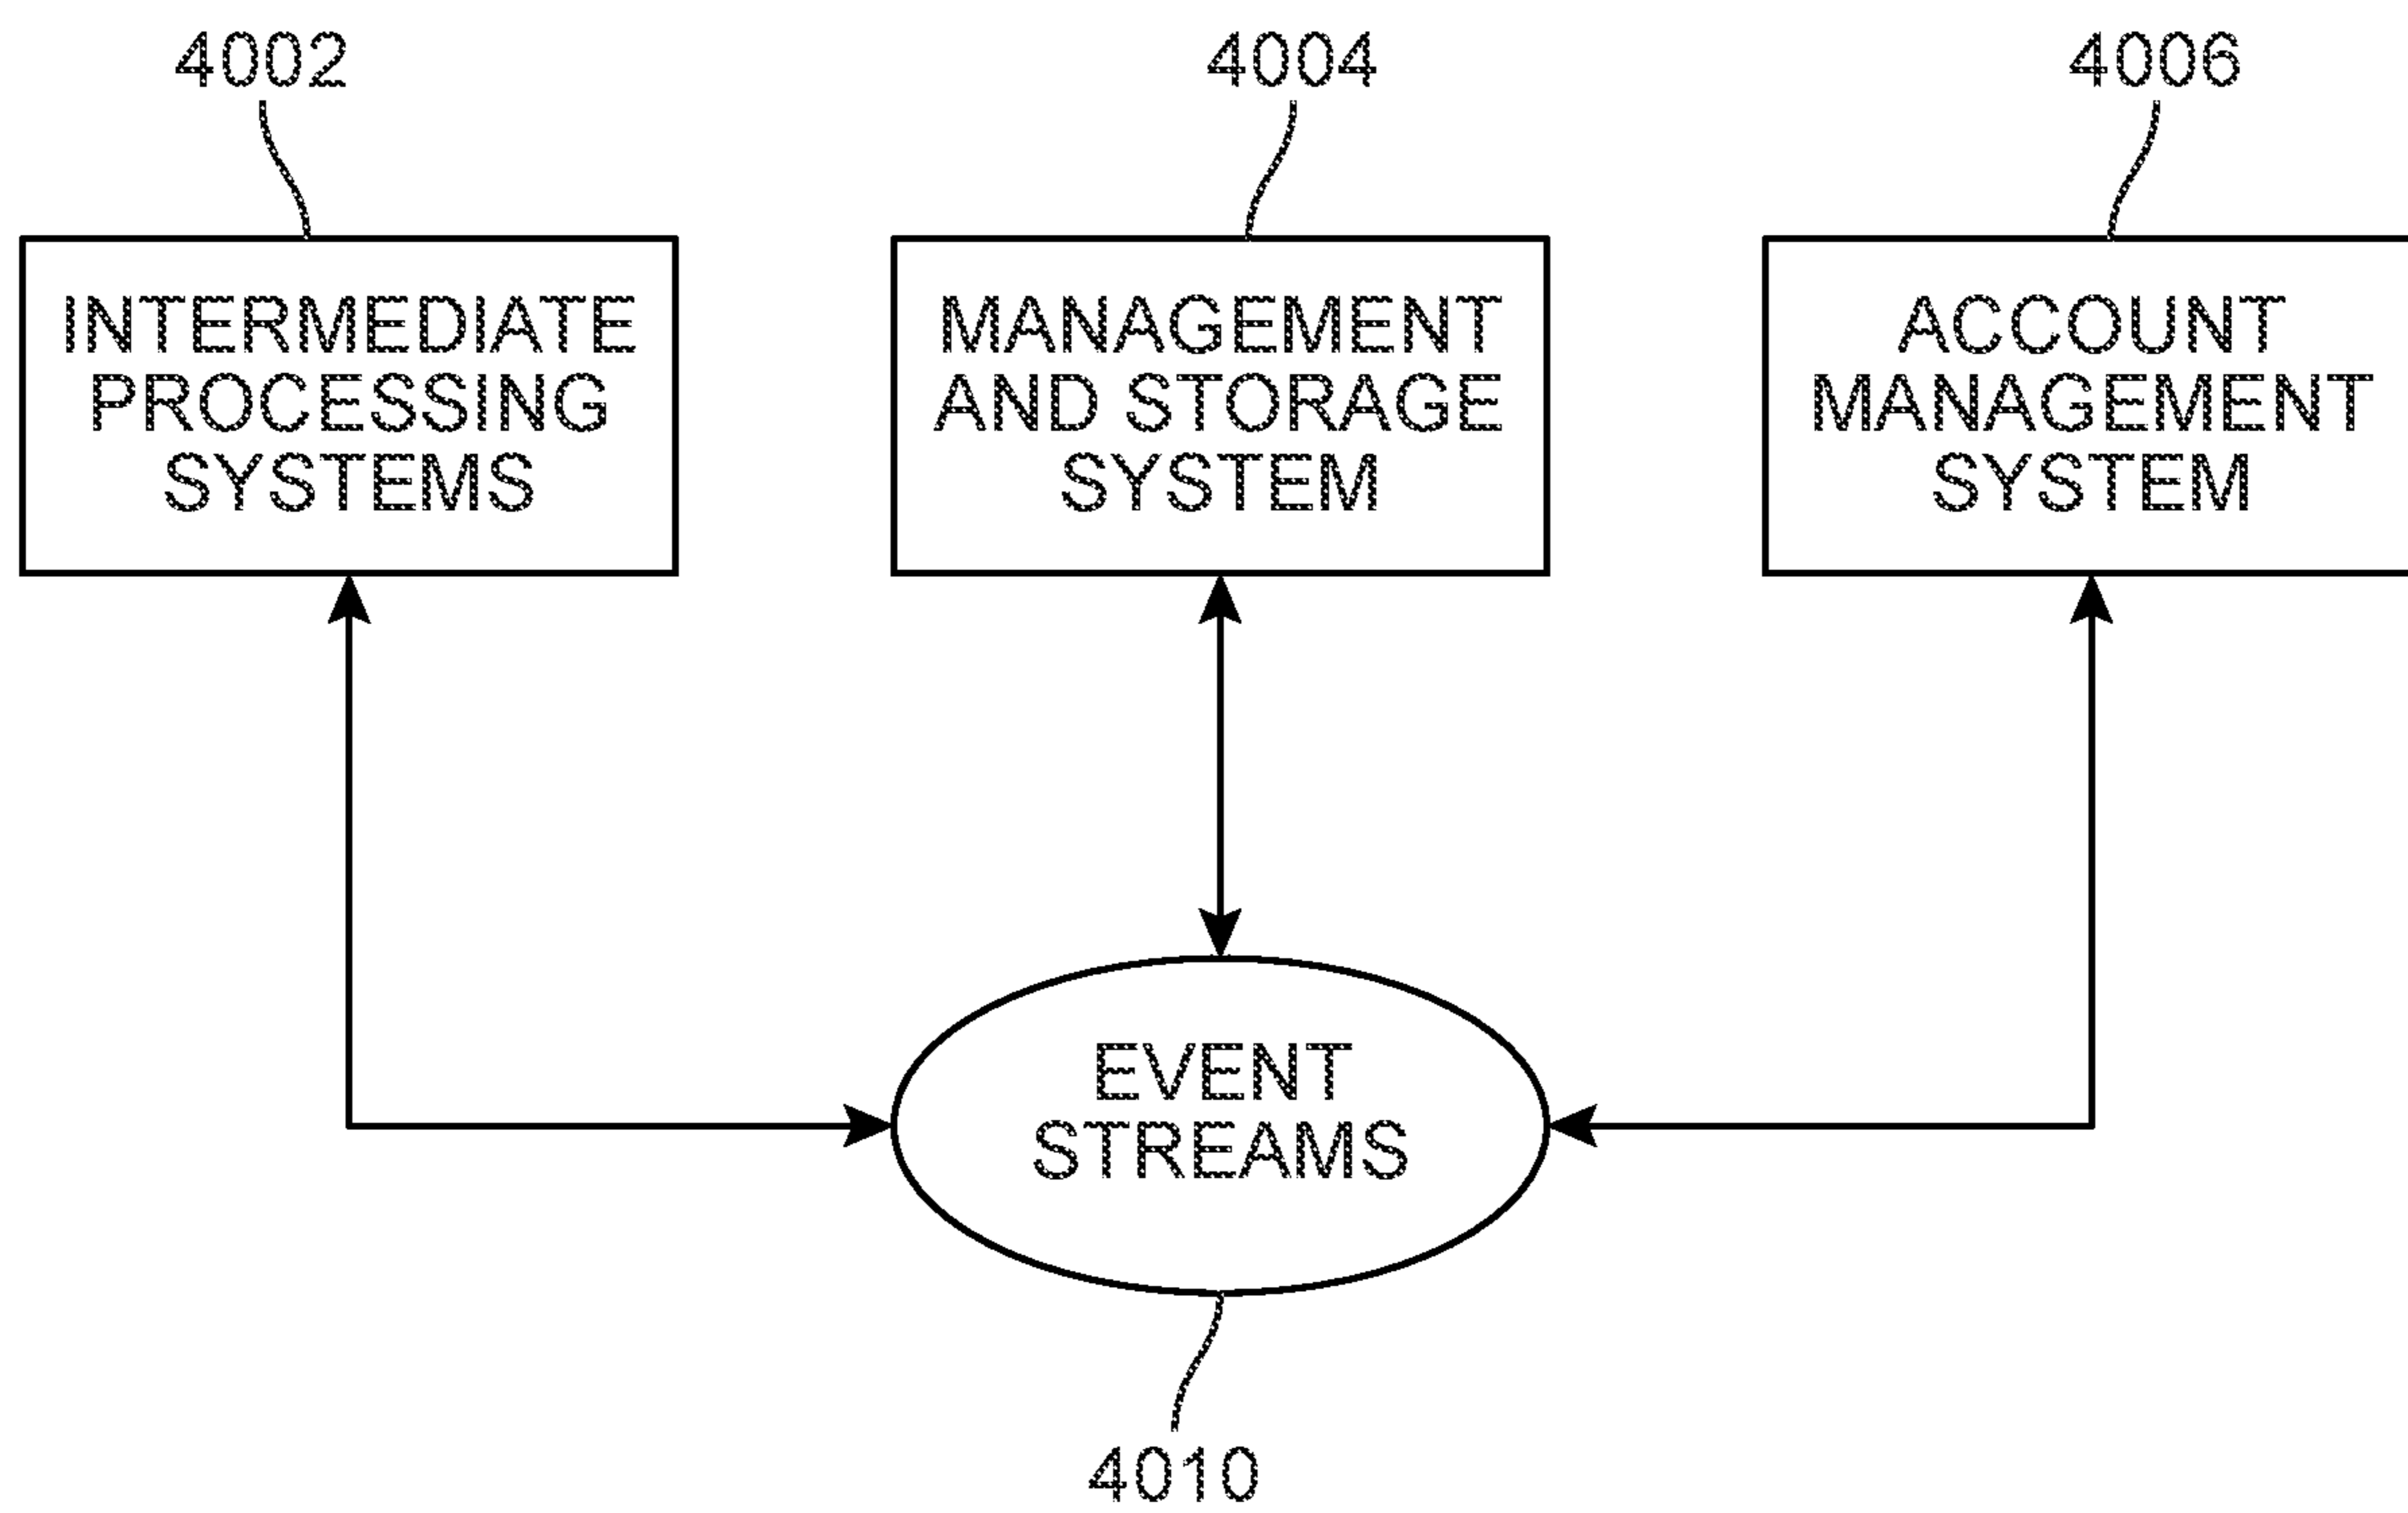 4002
4004
4006
INTERMEDIATE
PROCESSING
SYSTEMS
MANAGEMENT
AND STORAGE
SYSTEM
ACCOUNT
MANAGEMENT
SYSTEM
EVENT
STREAMS
4010